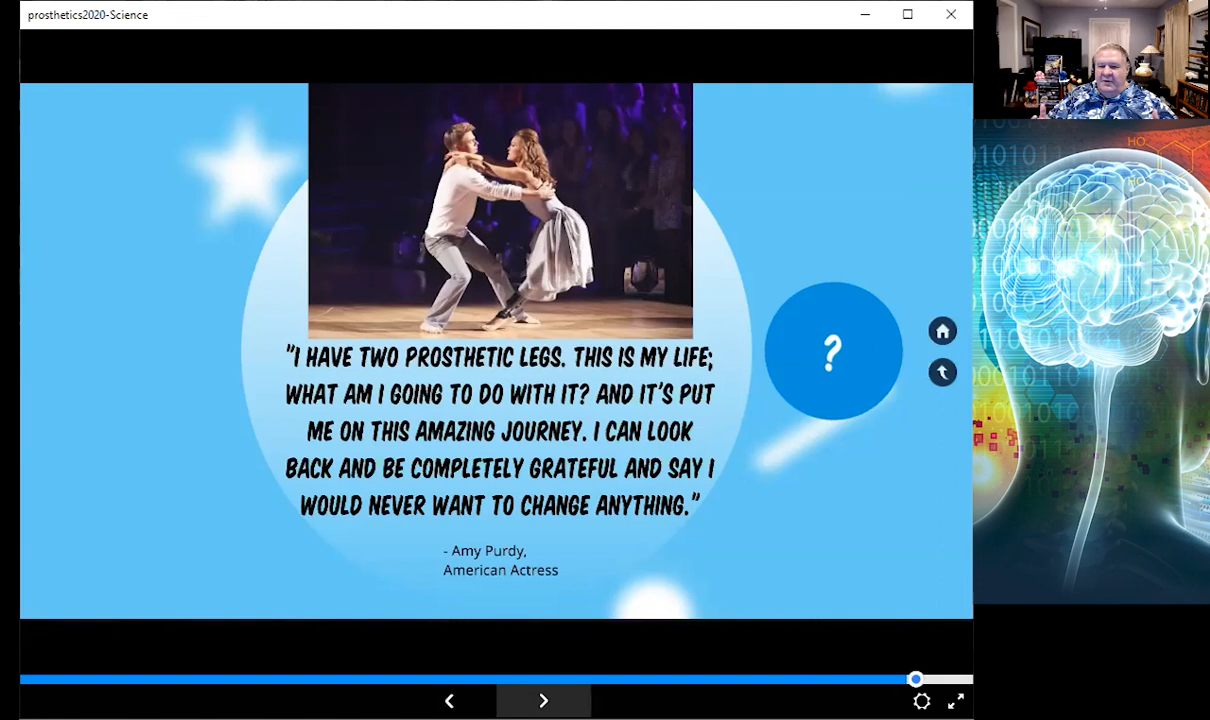 prosthetics2020-Science
"I HAVE TWO PROSTHETIC LEGS. THIS IS MY LIFE;
WHAT AM I GOING TO DO WITH IT? AND IT'S PUT
ME ON THIS AMAZING JOURNEY. I CAN LOOK
BACK AND BE COMPLETELY GRATEFUL AND SAY I
WOULD NEVER WANT TO CHANGE ANYTHING."
- Amy Purdy,
American Actress
?
HO